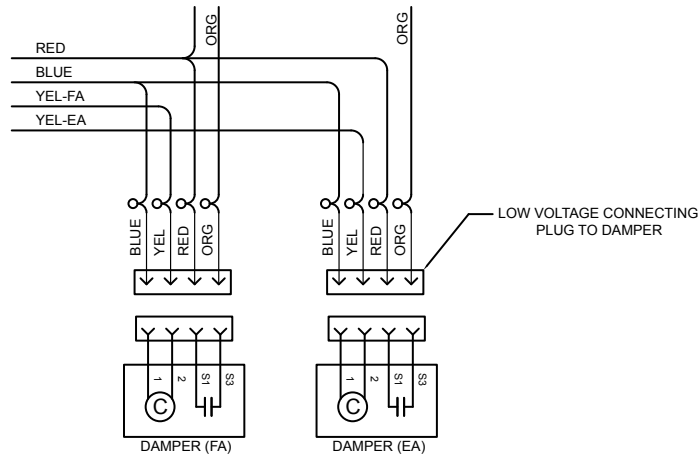 ORG
ORG
RED
BLUE
YEL-FA
YEL-EA
BLUE
YEL
RED
ORG
BLUE
YEL
RED
ORG
LOW VOLTAGE CONNECTING
PLUG TO DAMPER
1
2
S1
S3
1
2
S1
S3
C
C
DAMPER (FA)
DAMPER (EA)